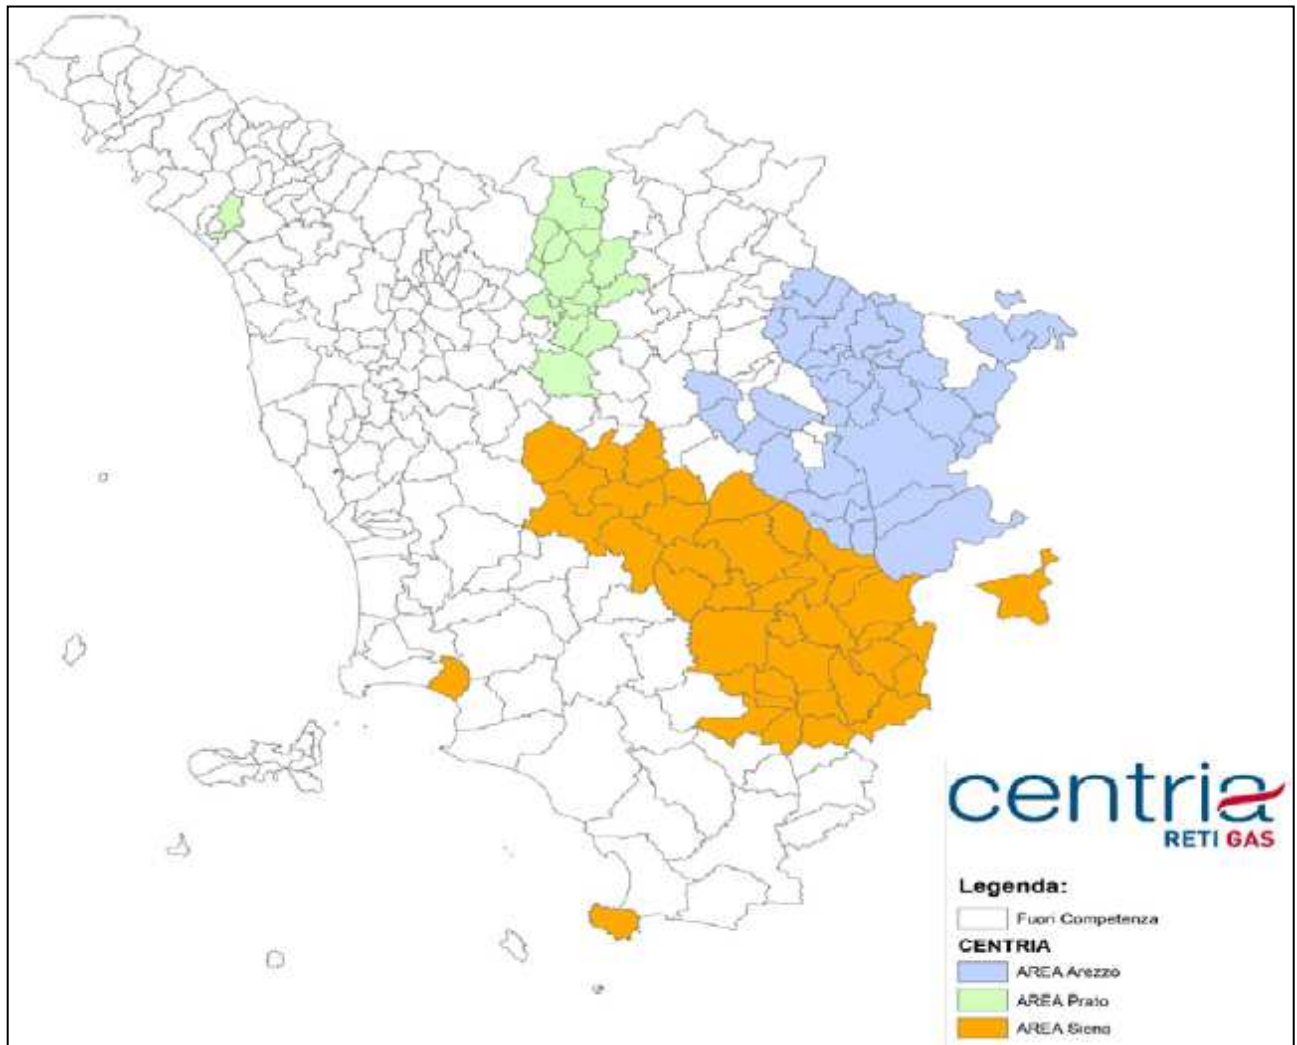 centria
RETI GAS
Legenda:
Fuori Competenza
CENTRIA
AREA Arezzo
AREA Prato
AREA Siena